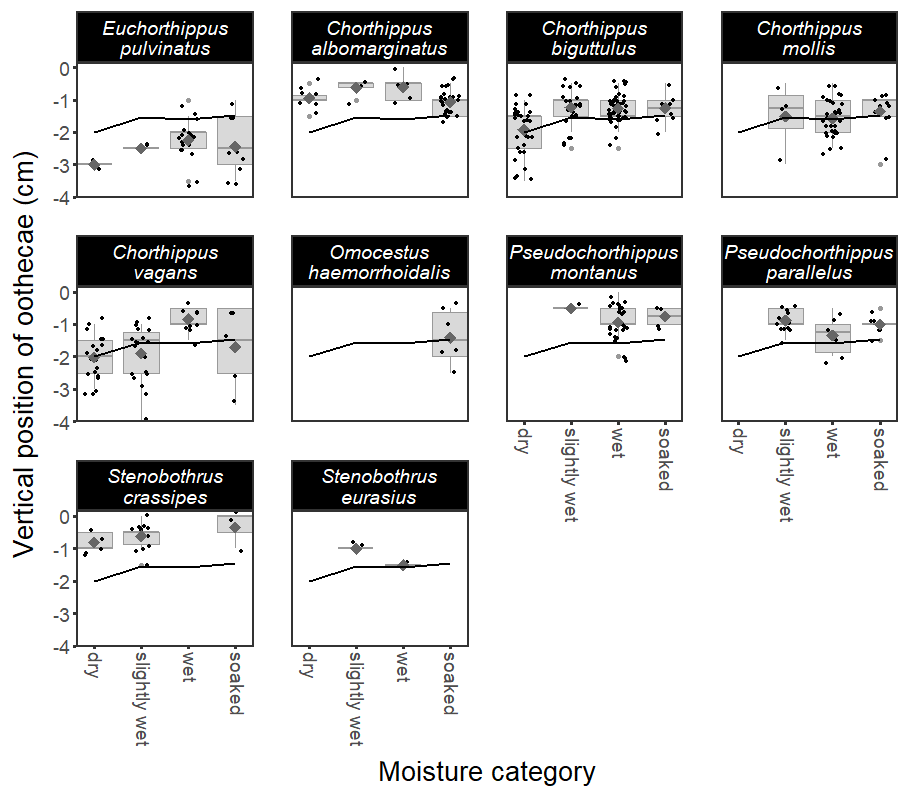 Euchorthippus
pulvinatus
Chorthippus
albomarginatus
Chorthippus
biguttulus
Chorthippus
mollis
0
-1
-2
-3
-4
Chorthippus
vagans
Omocestus
haemorrhoidalis
Pseudochorthippus
montanus
Pseudochorthippus
parallelus
0
-1
-2
-3
-4
dry
slightly wet
wet
soaked
dry
slightly wet
wet
soaked
Stenobothrus
crassipes
Stenobothrus
eurasius
0
-1
-2
-3
-4
dry
slightly wet
wet
soaked
dry
slightly wet
wet
soaked
Vertical position of oothecae (cm)
Moisture category